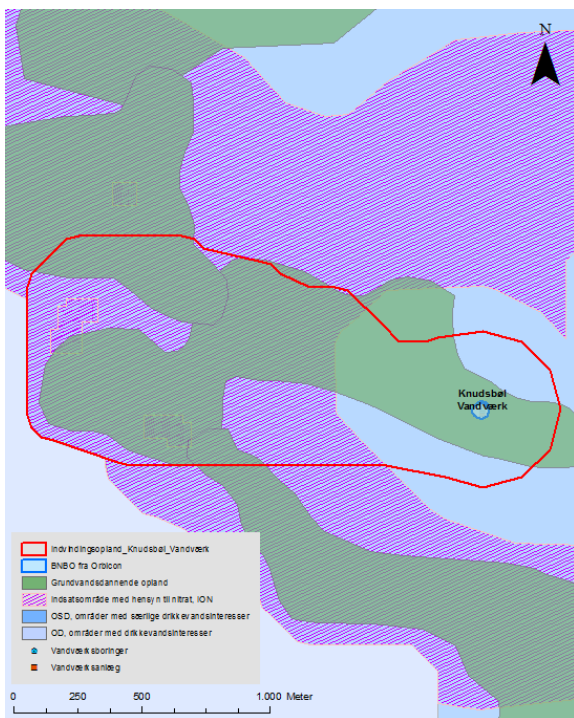 N
Knudsbøl
Vandværk
Indvindingsopland_Knudsbøl_Vandværk
BNBO fra Orbicon
Grundvandsdannende opland
Indsatsområde med hensyn til nitrat, ION
OSD, områder med særlige drikkevandsinteresser
OD, områder med drikkevandsinteresser
Vandværksboringer
Vandværksanlæg
0 250 500 1.000 Meter